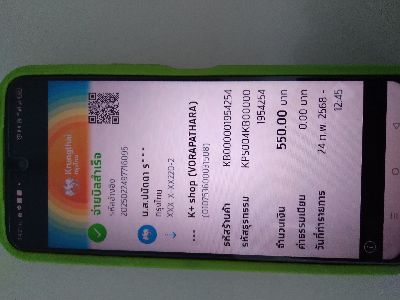 Krungthai
กรุงไทย
จ่ายบิลสำเร็จ
รหัสอ้างอิง
2025022497716095
น.ส.ปนัดดา ร***
กรุงไทย
XXX-X-XX220-2
K+ shop (VORAPATHARA)
(010753600031508)
รหัสร้านค้า KB000001954254
รหัสธุรกรรม KPS004KB00000
1954254
จำนวนเงิน 550.00 บาท
ค่าธรรมเนียม 0.00 บาท
วันที่ทำรายการ 24 ก.พ. 2568 -
12:45